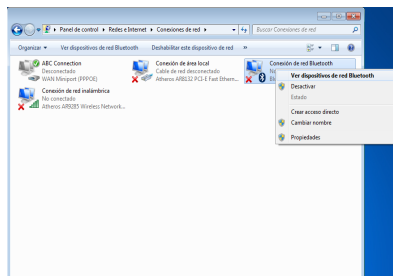 Panel de control ▸ Redes e Internet ▸ Conexiones de red
Buscar Conexiones de red
Organizar
Ver dispositivos de red Bluetooth
Deshabilitar este dispositivo de red
»
ABC Connection
Desconectado
WAN Miniport (PPPOE)
Conexión de área local
Cable de red desconectado
Atheros AR8132 PCI-E Fast Ethern...
Conexión de red Bluetooth
Conexión de red inalámbrica
No conectado
Atheros AR9285 Wireless Network...
Ver dispositivos de red Bluetooth
Desactivar
Estado
Crear acceso directo
Cambiar nombre
Propiedades